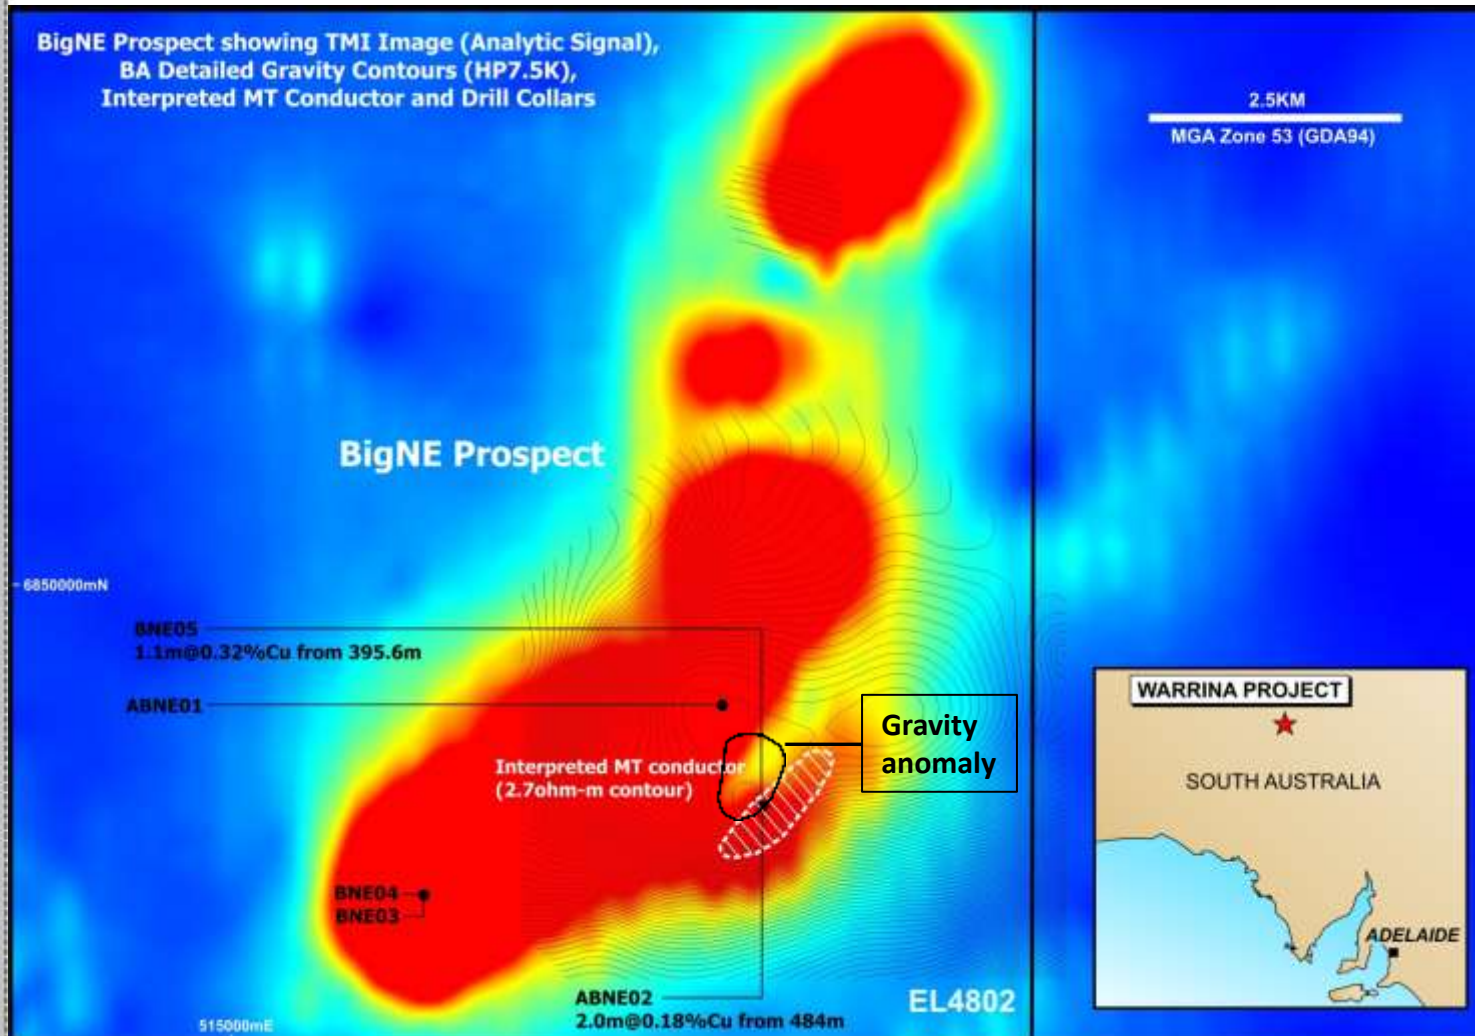 BigNE Prospect showing TMI Image (Analytic Signal),
BA Detailed Gravity Contours (HP7.5K),
Interpreted MT Conductor and Drill Collars
2.5KM
MGA Zone 53 (GDA94)
BigNE Prospect
6850000mN
BNE05
1.1m@0.32%Cu from 395.6m
ABNE01
Gravity
anomaly
Interpreted MT conductor
(2.7ohm-m contour)
BNE04
BNE03
ABNE02
2.0m@0.18%Cu from 484m
515000mE
EL4802
WARRINA PROJECT
SOUTH AUSTRALIA
ADELAIDE